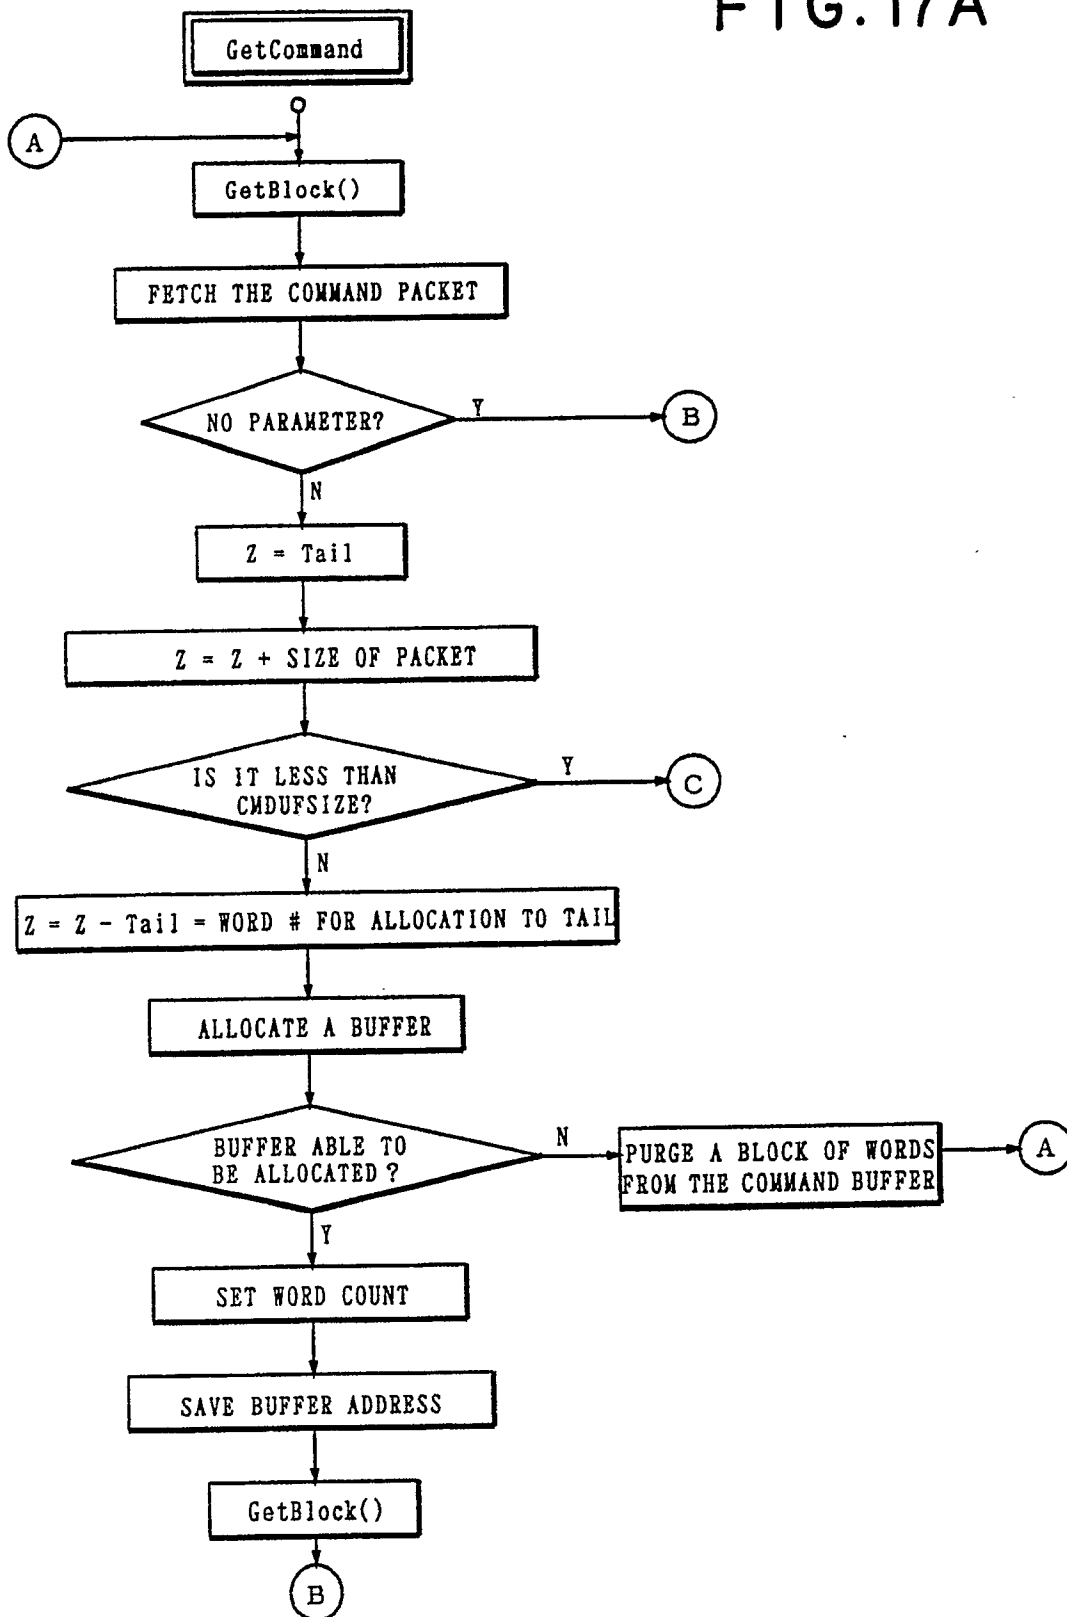 FIG. 17A
GetCommand
A
GetBlock()
FETCH THE COMMAND PACKET
NO PARAMETER?
Y
B
N
Z = Tail
Z = Z + SIZE OF PACKET
IS IT LESS THAN
CMDUFSIZE?
Y
C
N
Z = Z - Tail = WORD # FOR ALLOCATION TO TAIL
ALLOCATE A BUFFER
BUFFER ABLE TO
BE ALLOCATED?
N
PURGE A BLOCK OF WORDS
FROM THE COMMAND BUFFER
A
Y
SET WORD COUNT
SAVE BUFFER ADDRESS
GetBlock()
B